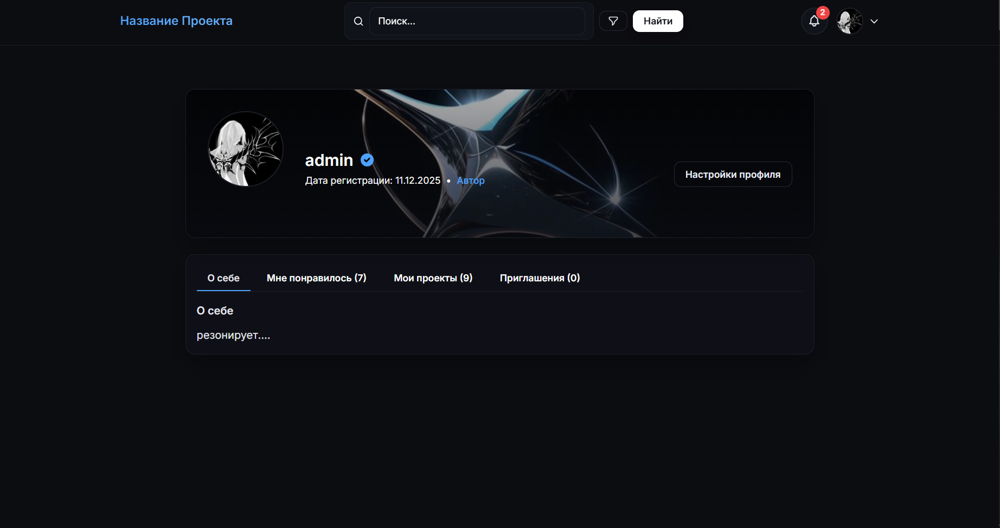 Название Проекта
Поиск...
Найти
2
admin
Дата регистрации: 11.12.2025 • Автор
Настройки профиля
О себе
Мне понравилось (7)
Мои проекты (9)
Приглашения (0)
О себе
резонирует....